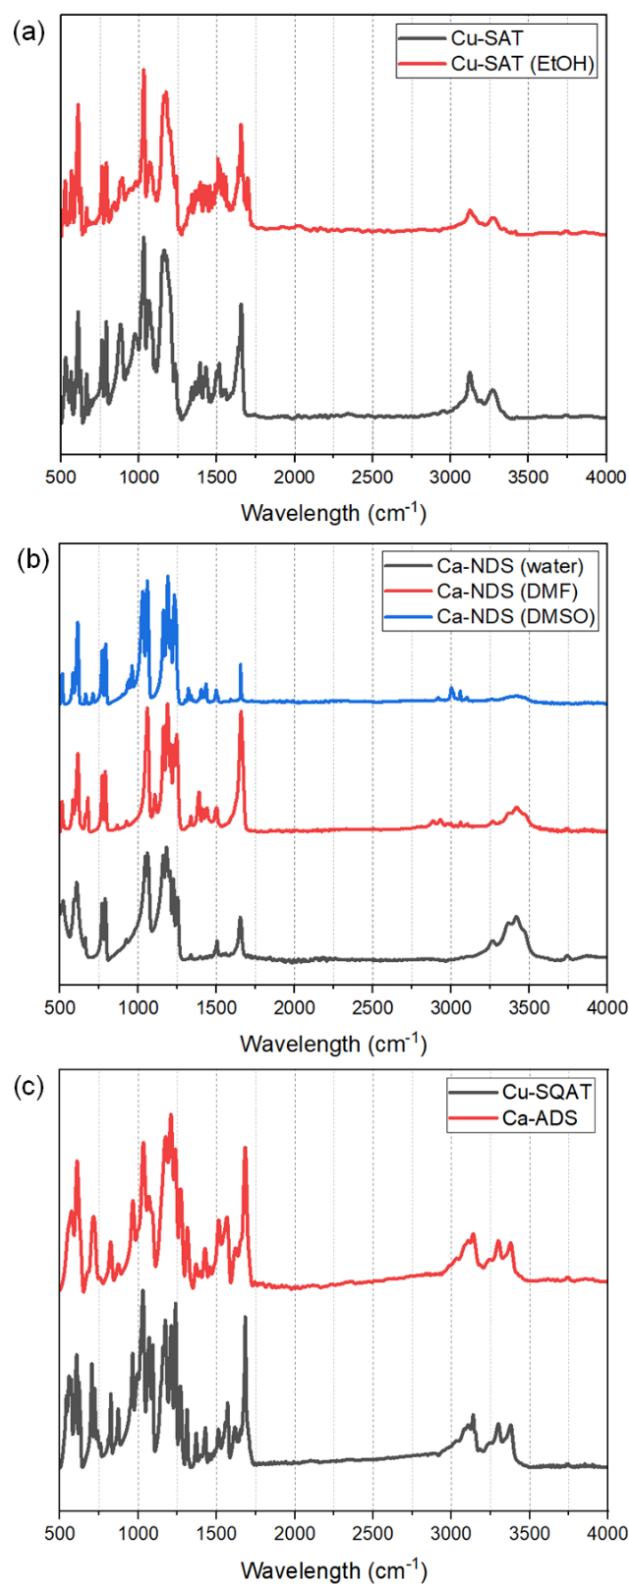 (a)
Cu-SAT
Cu-SAT (EtOH)
500 1000 1500 2000 2500 3000 3500 4000
Wavelength (cm⁻¹)
(b)
Ca-NDS (water)
Ca-NDS (DMF)
Ca-NDS (DMSO)
500 1000 1500 2000 2500 3000 3500 4000
Wavelength (cm⁻¹)
(c)
Cu-SQAT
Ca-ADS
500 1000 1500 2000 2500 3000 3500 4000
Wavelength (cm⁻¹)